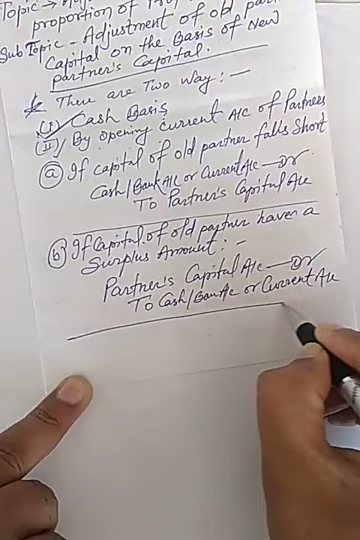 Topic → 
proportion of
Sub Topic - Adjustment of old
Capital on the Basis of New
partner's Capital.
There are Two Way: -
(I) Cash Basis
(II) By opening Current A/c of Partners
(a) If capital of old partner falls Short
Cash/Bank A/c or Current A/c — Dr
To Partner's Capital A/c
(b) If Capital of old partner haven a
Surplus Amount: -
Partner's Capital A/c — Dr
To Cash/Bank A/c or Current A/c